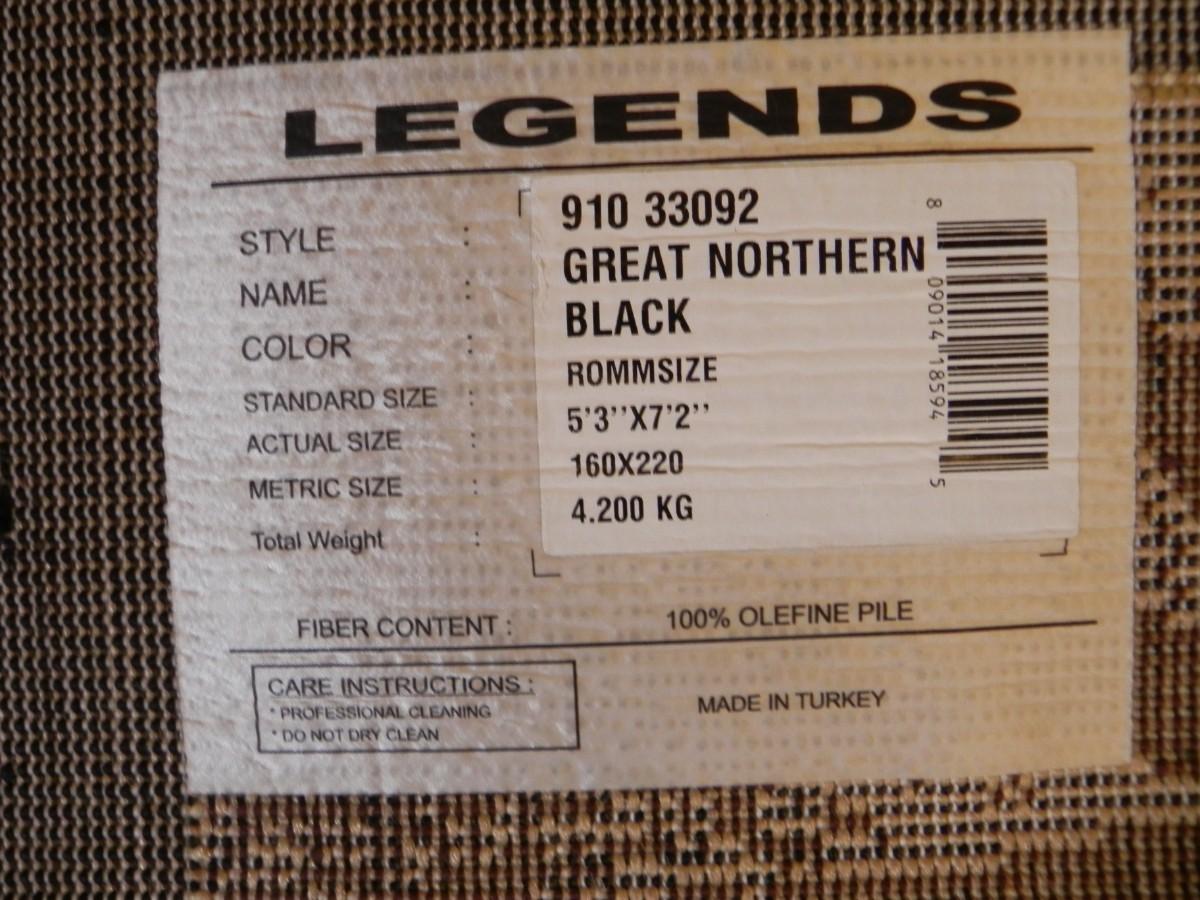 LEGENDS
STYLE : 910 33092
NAME : GREAT NORTHERN
COLOR : BLACK
STANDARD SIZE : ROMMSIZE
ACTUAL SIZE : 5'3''X7'2''
METRIC SIZE : 160X220
Total Weight : 4.200 KG
8 09014 18594 5
FIBER CONTENT : 100% OLEFINE PILE
CARE INSTRUCTIONS :
* PROFESSIONAL CLEANING
* DO NOT DRY CLEAN
MADE IN TURKEY